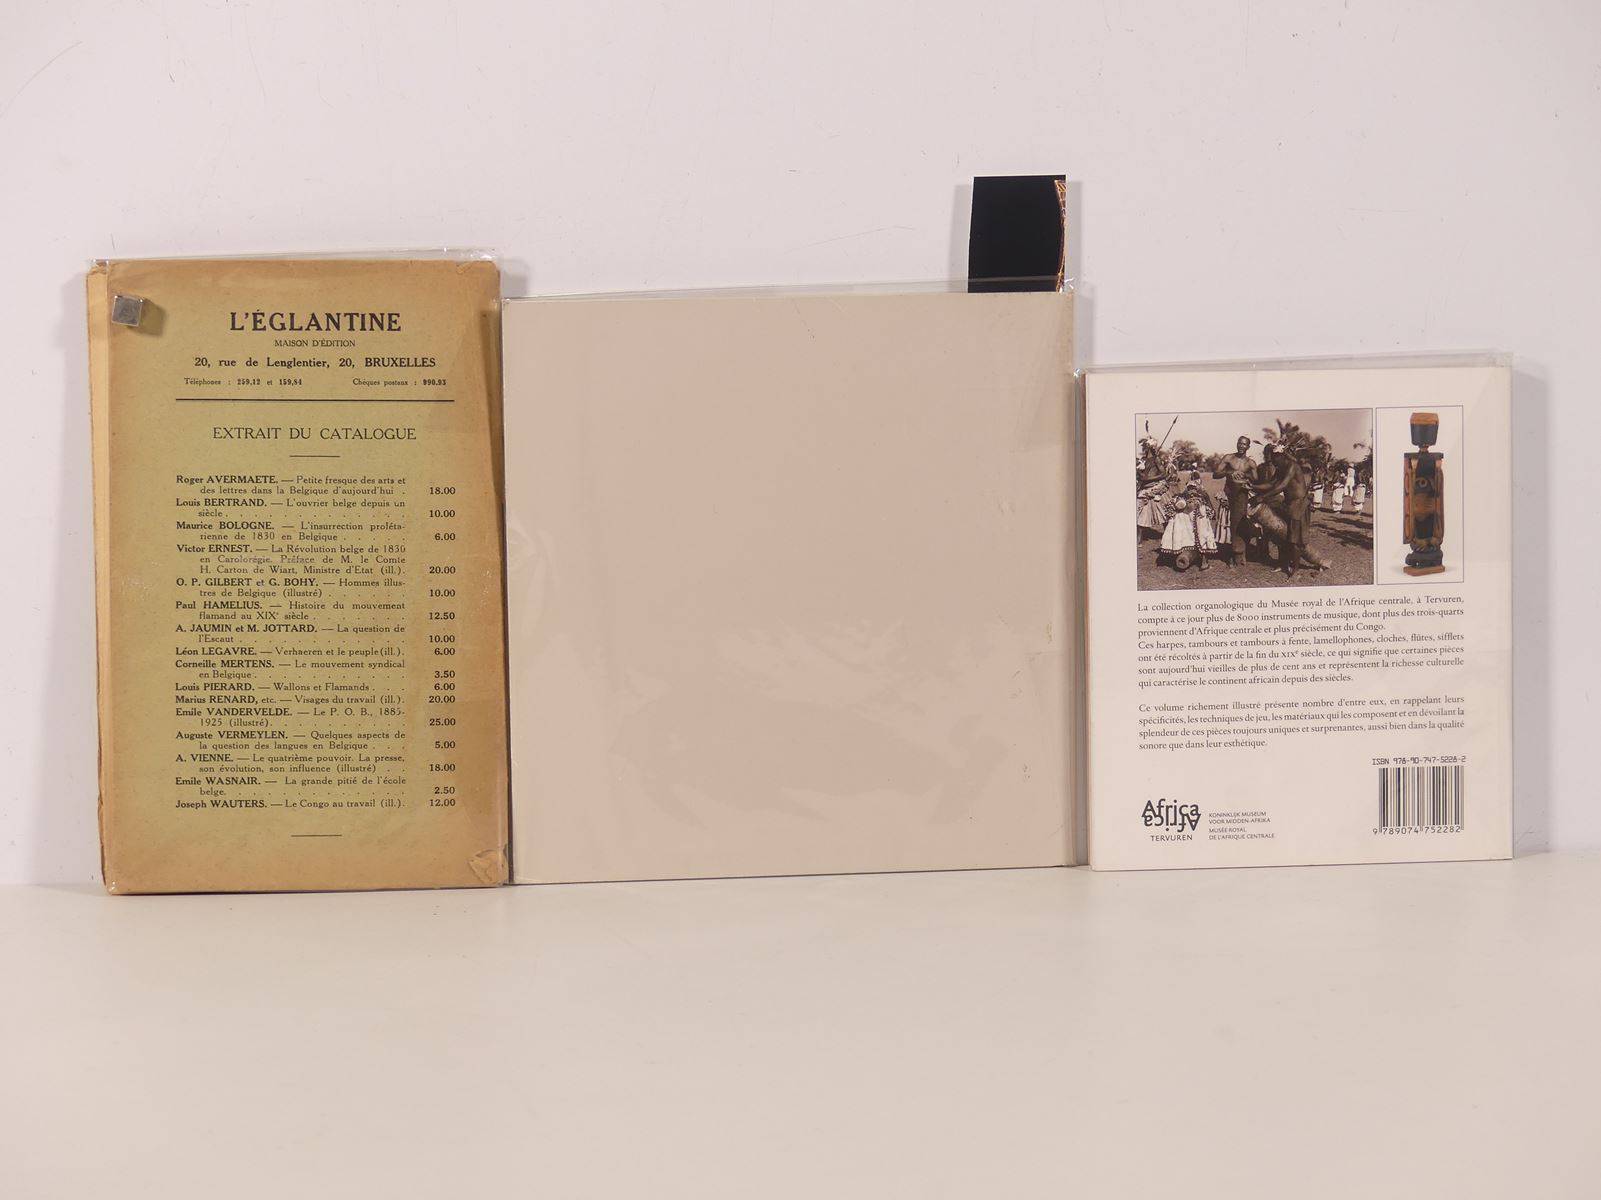 L'ÉGLANTINE
MAISON D'ÉDITION
20, rue de Lenglentier, 20, BRUXELLES
Téléphones : 259,12 et 159,84 Chèques postaux : 990.93
EXTRAIT DU CATALOGUE
Roger AVERMAETE. — Petite fresque des arts et
des lettres dans la Belgique d'aujourd'hui . 18.00
Louis BERTRAND. — L'ouvrier belge depuis un
siècle . . . . . . . . . . . . 10.00
Maurice BOLOGNE. — L'insurrection proléta-
rienne de 1830 en Belgique . . . . . 6.00
Victor ERNEST. — La Révolution belge de 1830
en Carolorégie. Préface de M. le Comte
H. Carton de Wiart, Ministre d'Etat (ill.). 20.00
O. P. GILBERT et G. BOHY. — Hommes illus-
tres de Belgique (illustré) . . . . . . 10.00
Paul HAMELIUS. — Histoire du mouvement
flamand au XIXe siècle . . . . . . . 12.50
A. JAUMIN et M. JOTTARD. — La question de
l'Escaut . . . . . . . . . . . . 10.00
Léon LEGAVRE. — Verhaeren et le peuple (ill.). 6.00
Corneille MERTENS. — Le mouvement syndical
en Belgique . . . . . . . . . . . 3.50
Louis PIERARD. — Wallons et Flamands . . . 6.00
Marius RENARD, etc. — Visages du travail (ill.). 20.00
Emile VANDERVELDE. — Le P. O. B., 1885-
1925 (illustré). . . . . . . . . . 25.00
Auguste VERMEYLEN. — Quelques aspects de
la question des langues en Belgique . . . 5.00
A. VIENNE. — Le quatrième pouvoir. La presse,
son évolution, son influence (illustré) . . 18.00
Emile WASNAIR. — La grande pitié de l'école
belge. . . . . . . . . . . . . 2.50
Joseph WAUTERS. — Le Congo au travail (ill.). 12.00
La collection organologique du Musée royal de l'Afrique centrale, à Tervuren,
compte à ce jour plus de 8000 instruments de musique, dont plus des trois-quarts
proviennent d'Afrique centrale et plus précisément du Congo.
Ces harpes, tambours et tambours à fente, lamellophones, cloches, flûtes, sifflets
ont été récoltés à partir de la fin du XIXe siècle, ce qui signifie que certaines pièces
sont aujourd'hui vieilles de plus de cent ans et représentent la richesse culturelle
qui caractérise le continent africain depuis des siècles.
Ce volume richement illustré présente nombre d'entre eux, en rappelant leurs
spécificités, les techniques de jeu, les matériaux qui les composent et en dévoilant la
splendeur de ces pièces toujours uniques et surprenantes, aussi bien dans la qualité
sonore que dans leur esthétique.
ISBN 978-90-747-5228-2
9 789074 752282
Africa
Africa
TERVUREN
KONINKLIJK MUSEUM
VOOR MIDDEN-AFRIKA
MUSÉE ROYAL
DE L'AFRIQUE CENTRALE